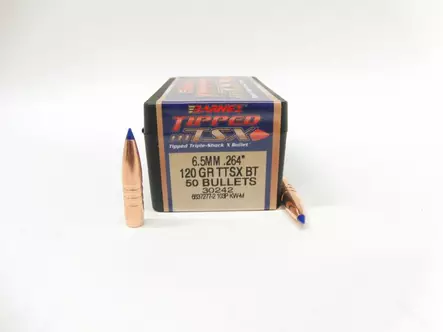 BARNES
TIPPED
TSX
Tipped Triple-Shock X Bullet
6.5MM .264"
120 GR TTSX BT
50 BULLETS
30242